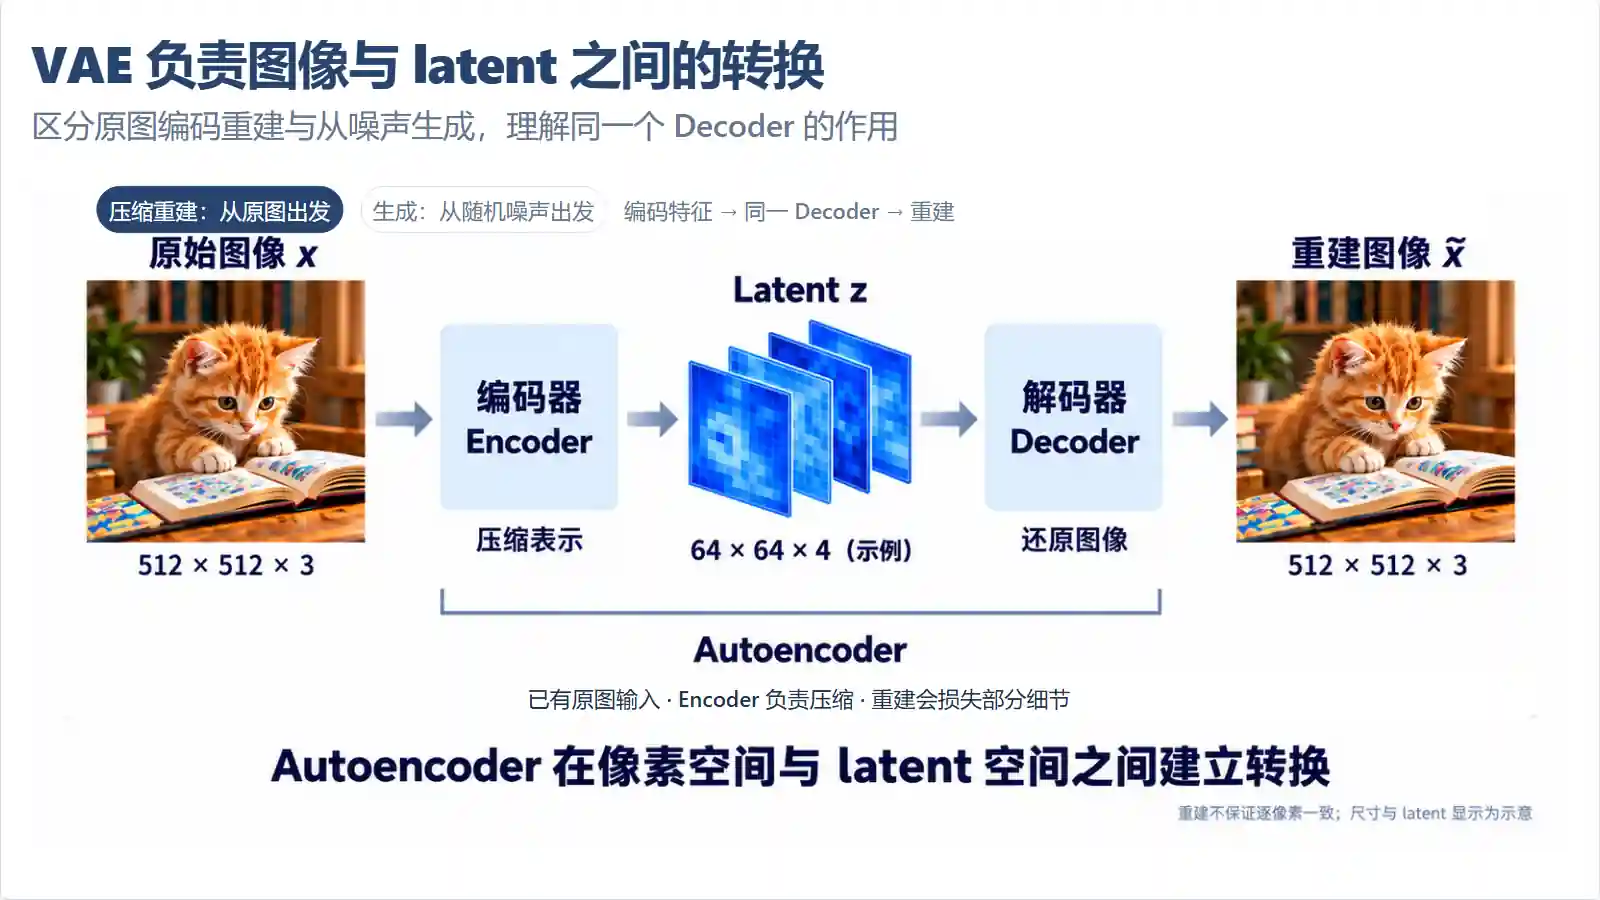 VAE 负责图像与 latent 之间的转换
区分原图编码重建与从噪声生成，理解同一个 Decoder 的作用
压缩重建：从原图出发 生成：从随机噪声出发 编码特征 → 同一 Decoder → 重建
原始图像 x
重建图像 x̃
Latent z
编码器
Encoder
解码器
Decoder
压缩表示
64 × 64 × 4（示例）
还原图像
512 × 512 × 3
512 × 512 × 3
Autoencoder
已有原图输入 · Encoder 负责压缩 · 重建会损失部分细节
Autoencoder 在像素空间与 latent 空间之间建立转换
重建不保证逐像素一致；尺寸与 latent 显示为示意